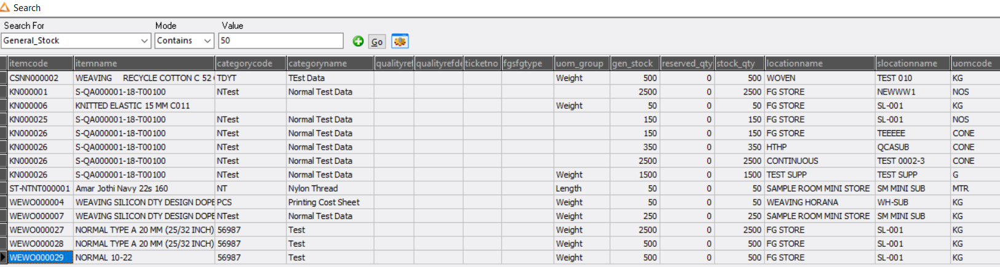 Search
Search For Mode Value
General_Stock Contains 50 Go
itemcode itemname categorycode categoryname qualityref qualityrefde ticketno fgsfgtype uom_group gen_stock reserved_qty stock_qty locationname slocationname uomcode
CSNN000002 WEAVING RECYCLE COTTON C 52 TDYT TEst Data Weight 500 0 500 WOVEN TEST 010 KG
KN000001 S-QA000001-18-T00100 NTest Normal Test Data 2500 0 2500 FG STORE NEWWW1 NOS
KN000006 KNITTED ELASTIC 15 MM C011 Weight 50 0 50 FG STORE SL-001 KG
KN000025 S-QA000001-18-T00100 NTest Normal Test Data 150 0 150 FG STORE SL-001 NOS
KN000026 S-QA000001-18-T00100 NTest Normal Test Data 150 0 150 FG STORE TEEEEE CONE
KN000026 S-QA000001-18-T00100 NTest Normal Test Data 350 0 350 HTHP QCASUB CONE
KN000026 S-QA000001-18-T00100 NTest Normal Test Data 2500 0 2500 CONTINUOUS TEST 0002-3 CONE
KN000026 S-QA000001-18-T00100 NTest Normal Test Data Weight 1500 0 1500 TEST SUPP TEST SUPP G
ST-NTNT000001 Amar Jothi Navy 22s 160 NT Nylon Thread Length 50 0 50 SAMPLE ROOM MINI STORE SM MINI SUB MTR
WEWO000004 WEAVING SILICON DTY DESIGN DOPE PCS Printing Cost Sheet Weight 50 0 50 WEAVING HORANA WH-SUB KG
WEWO000007 WEAVING SILICON DTY DESIGN DOPE NTest Normal Test Data Weight 250 0 250 SAMPLE ROOM MINI STORE SM MINI SUB KG
WEWO000027 NORMAL TYPE A 20 MM (25/32 INCH) 56987 Test Weight 2500 0 2500 FG STORE SL-001 KG
WEWO000028 NORMAL TYPE A 20 MM (25/32 INCH) 56987 Test Weight 500 0 500 FG STORE SL-001 KG
WEWO000029 NORMAL 10-22 56987 Test Weight 500 0 500 FG STORE SL-001 KG